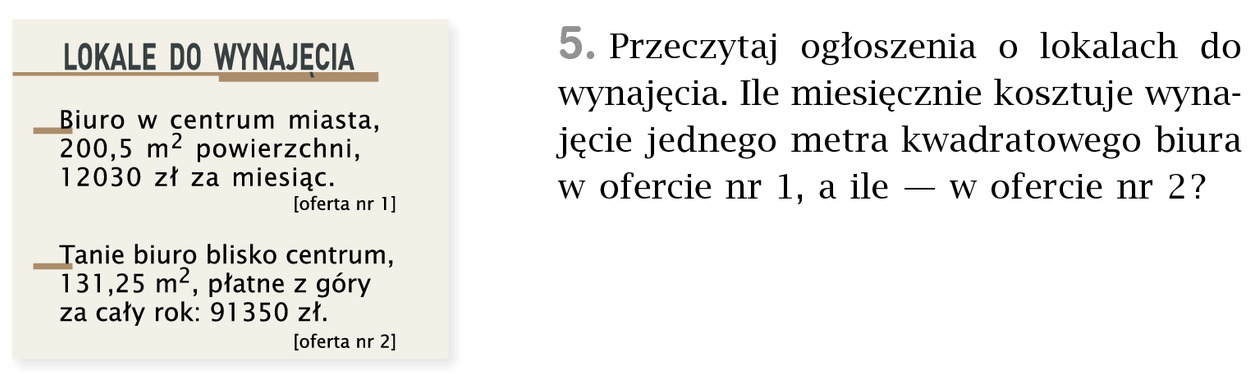 LOKALE DO WYNAJĘCIA
Biuro w centrum miasta,
200,5 m² powierzchni,
12030 zł za miesiąc.
[oferta nr 1]
Tanie biuro blisko centrum,
131,25 m², płatne z góry
za cały rok: 91350 zł.
[oferta nr 2]
5. Przeczytaj ogłoszenia o lokalach do
wynajęcia. Ile miesięcznie kosztuje wyna-
jęcie jednego metra kwadratowego biura
w ofercie nr 1, a ile — w ofercie nr 2?